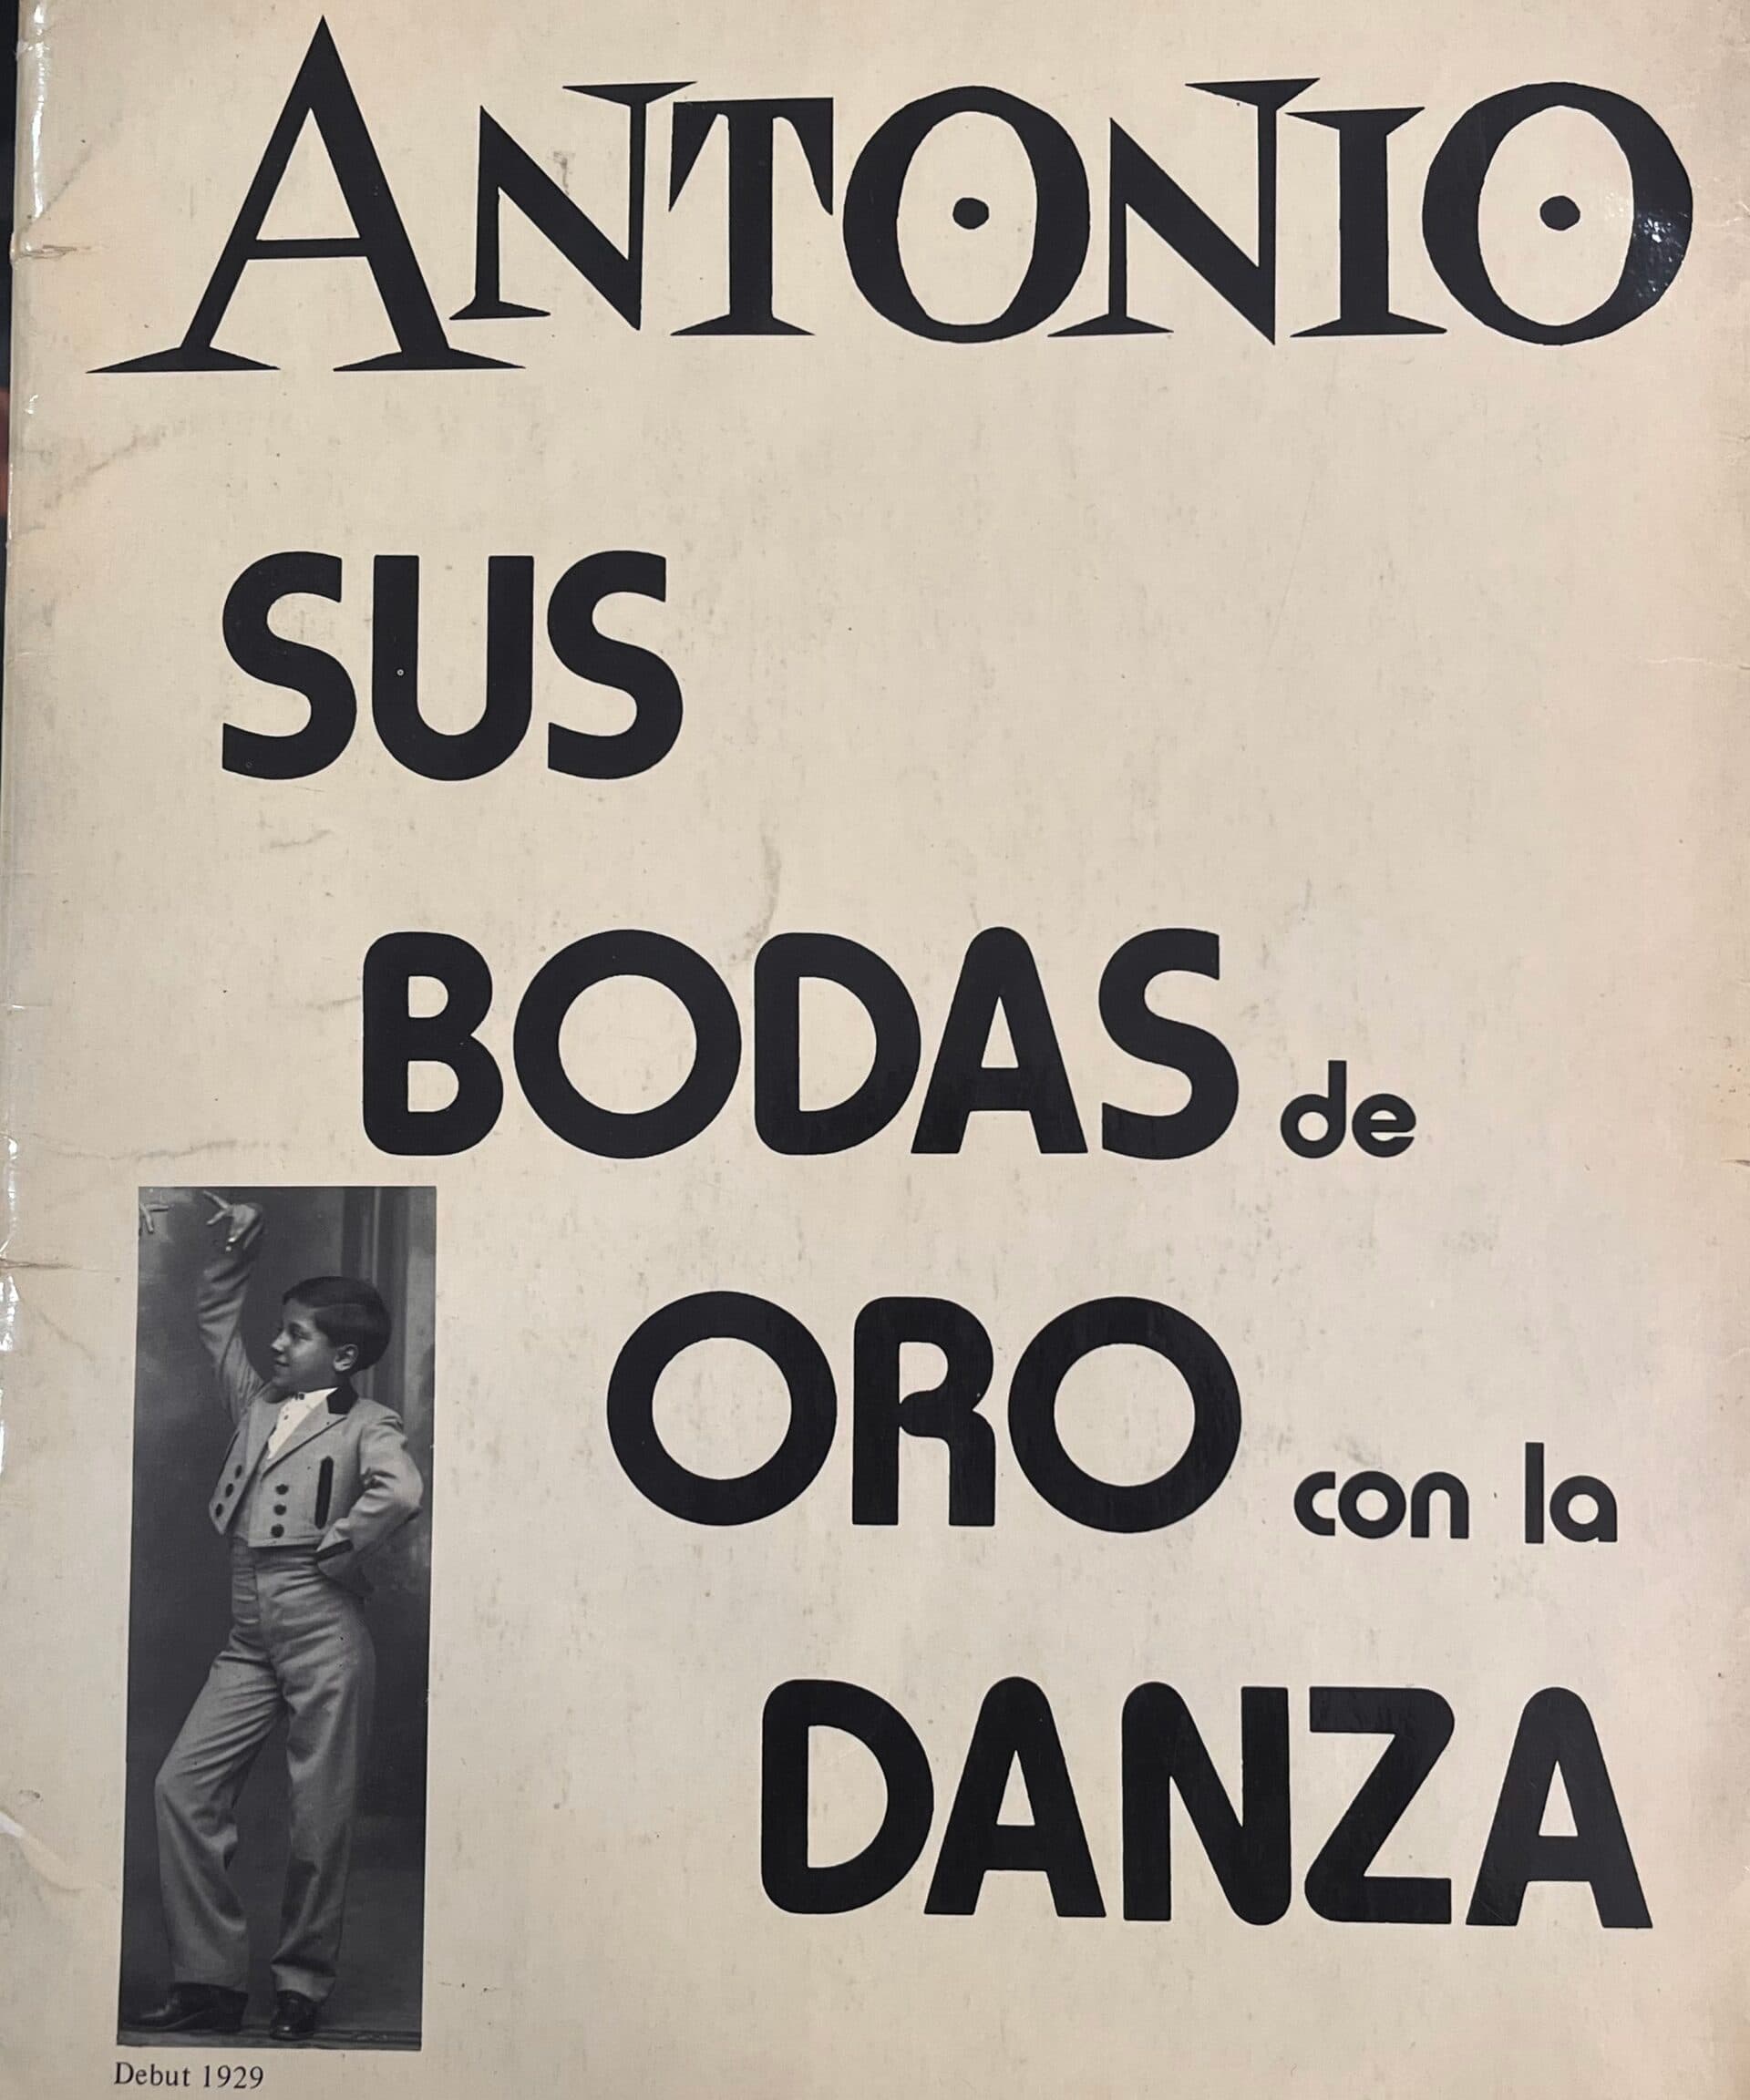 ANTONIO
SUS
BODAS de
ORO con la
DANZA
Debut 1929